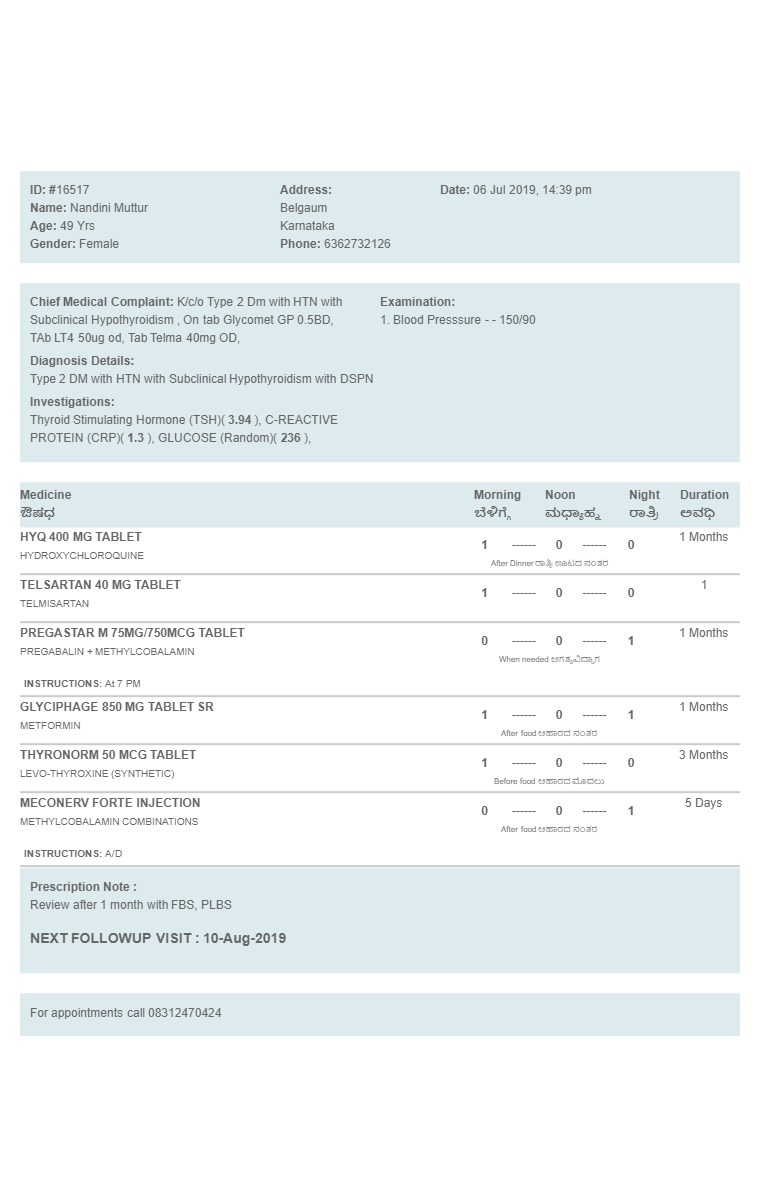 ID: #16517
Name: Nandini Muttur
Age: 49 Yrs
Gender: Female
Address:
Belgaum
Karnataka
Phone: 6362732126
Date: 06 Jul 2019, 14:39 pm
Chief Medical Complaint: K/c/o Type 2 Dm with HTN with
Subclinical Hypothyroidism , On tab Glycomet GP 0.5BD,
TAb LT4 50ug od, Tab Telma 40mg OD,
Diagnosis Details:
Type 2 DM with HTN with Subclinical Hypothyroidism with DSPN
Investigations:
Thyroid Stimulating Hormone (TSH)( 3.94 ), C-REACTIVE
PROTEIN (CRP)( 1.3 ), GLUCOSE (Random)( 236 ),
Examination:
1. Blood Presssure - - 150/90
Medicine Morning Noon Night Duration
ಔಷಧ ಬೆಳಿಗ್ಗೆ ಮಧ್ಯಾಹ್ನ ರಾತ್ರಿ ಅವಧಿ
HYQ 400 MG TABLET 1 ------ 0 ------ 0 1 Months
HYDROXYCHLOROQUINE
After Dinner ರಾತ್ರಿ ಊಟದ ನಂತರ
TELSARTAN 40 MG TABLET 1 ------ 0 ------ 0 1
TELMISARTAN
PREGASTAR M 75MG/750MCG TABLET 0 ------ 0 ------ 1 1 Months
PREGABALIN + METHYLCOBALAMIN
When needed ಅಗತ್ಯವಿದ್ದಾಗ
INSTRUCTIONS: At 7 PM
GLYCIPHAGE 850 MG TABLET SR 1 ------ 0 ------ 1 1 Months
METFORMIN
After food ಆಹಾರದ ನಂತರ
THYRONORM 50 MCG TABLET 1 ------ 0 ------ 0 3 Months
LEVO-THYROXINE (SYNTHETIC)
Before food ಆಹಾರದ ಮೊದಲು
MECONERV FORTE INJECTION 0 ------ 0 ------ 1 5 Days
METHYLCOBALAMIN COMBINATIONS
After food ಆಹಾರದ ನಂತರ
INSTRUCTIONS: A/D
Prescription Note :
Review after 1 month with FBS, PLBS
NEXT FOLLOWUP VISIT : 10-Aug-2019
For appointments call 08312470424